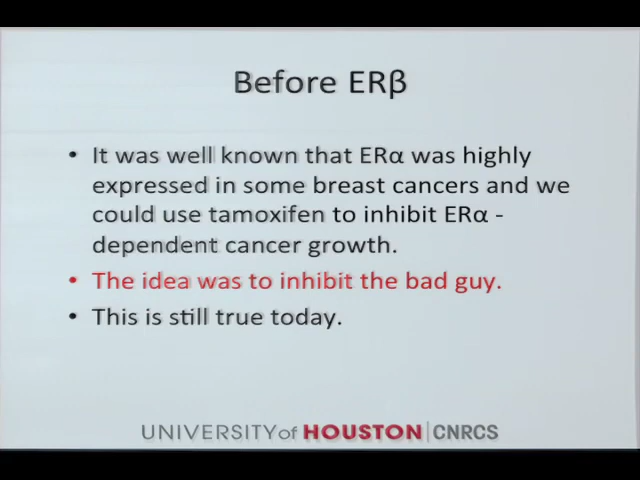 Before ERβ
• It was well known that ERα was highly
expressed in some breast cancers and we
could use tamoxifen to inhibit ERα -
dependent cancer growth.
• The idea was to inhibit the bad guy.
• This is still true today.
UNIVERSITY of HOUSTON | CNRCS